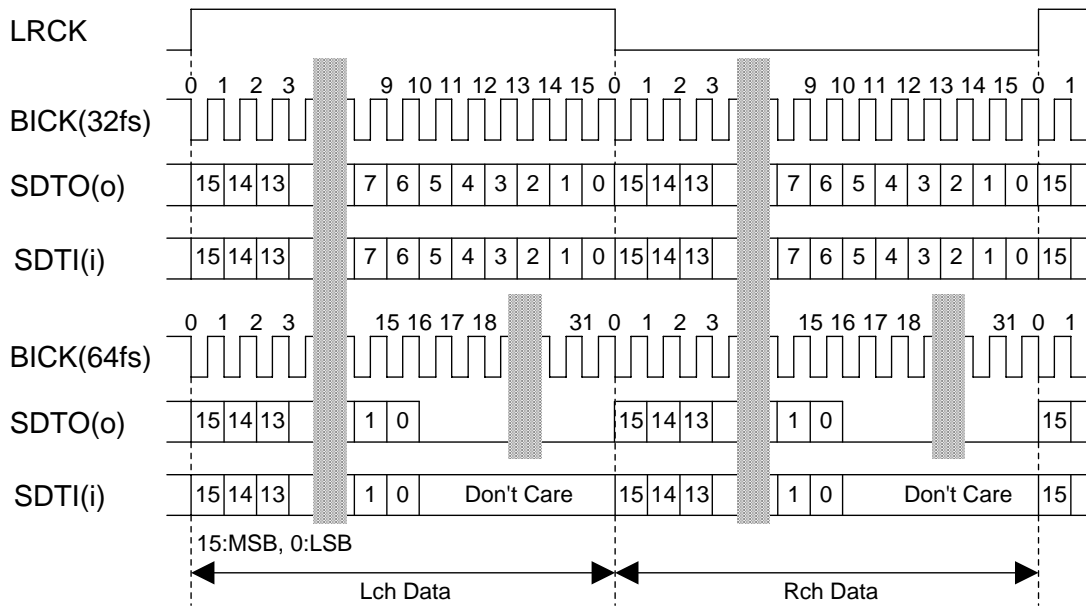 LRCK
0 1 2 3 9 10 11 12 13 14 15 0 1 2 3 9 10 11 12 13 14 15 0 1
BICK(32fs)
SDTO(o) 15 14 13 7 6 5 4 3 2 1 0 15 14 13 7 6 5 4 3 2 1 0 15
SDTI(i) 15 14 13 7 6 5 4 3 2 1 0 15 14 13 7 6 5 4 3 2 1 0 15
0 1 2 3 15 16 17 18 31 0 1 2 3 15 16 17 18 31 0 1
BICK(64fs)
SDTO(o) 15 14 13 1 0 15 14 13 1 0 15
SDTI(i) 15 14 13 1 0 Don't Care 15 14 13 1 0 Don't Care 15
15:MSB, 0:LSB
Lch Data Rch Data